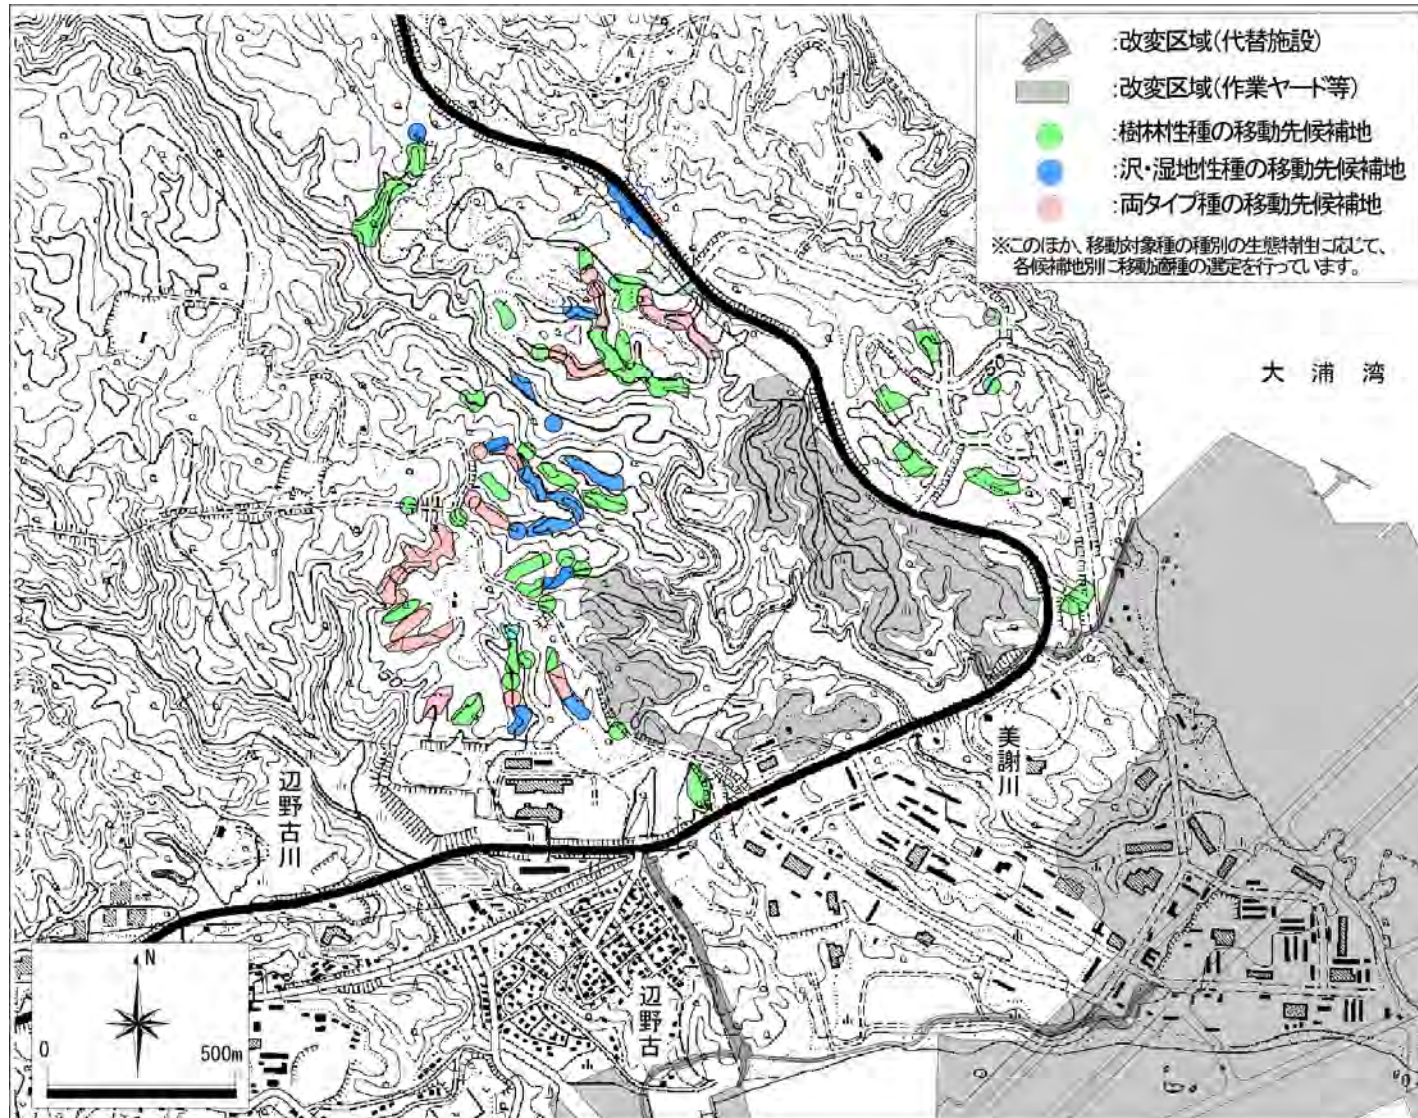 :改変区域(代替施設)
:改変区域(作業ヤード等)
:樹林性種の移動先候補地
:沢・湿地性種の移動先候補地
:両タイプ種の移動先候補地
※このほか、移動対象種の種別の生態特性に応じて、
各候補地別に移動適種の選定を行っています。
大浦湾
美謝川
辺野古川
辺野古
N
0
500m